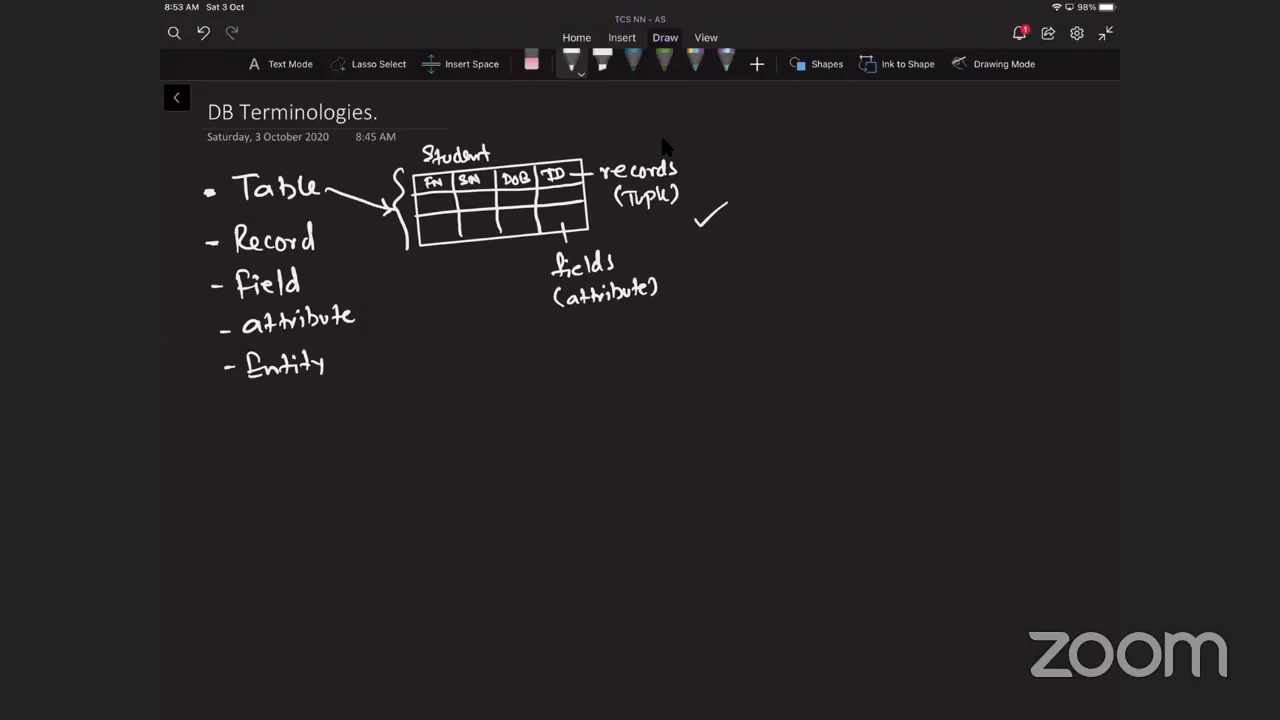 8:53 AM Sat 3 Oct
98%
TCS NN - AS
Home Insert Draw View
1
Text Mode Lasso Select Insert Space Shapes Ink to Shape Drawing Mode
DB Terminologies.
Saturday, 3 October 2020 8:45 AM
Student
FN SN DOB ID
records
(Tuple)
fields
(attribute)
• Table
- Record
- field
- attribute
- Entity
zoom